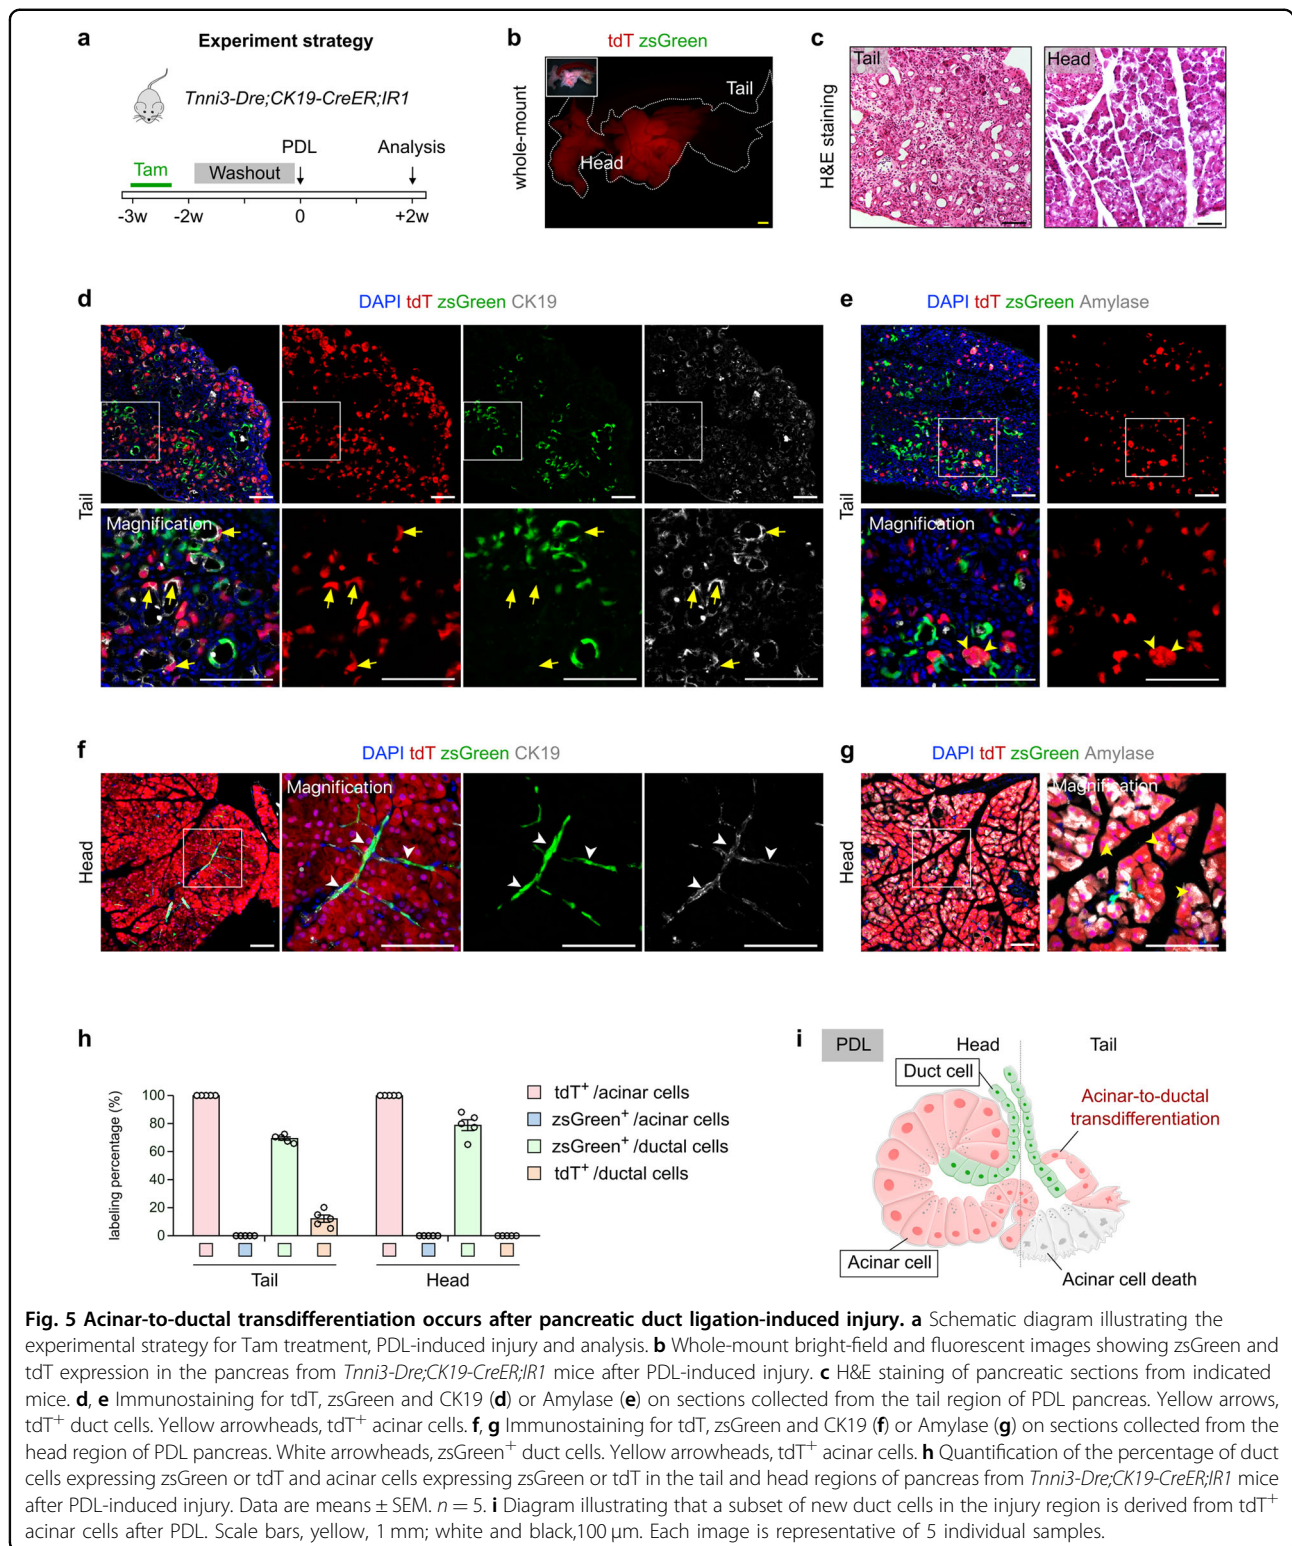 a
Experiment strategy
Tnni3-Dre;CK19-CreER;IR1
PDL
Analysis
Tam
Washout
-3w
-2w
0
+2w
b
tdT zsGreen
whole-mount
Tail
Head
c
H&E staining
Tail
Head
d
DAPI tdT zsGreen CK19
Tail
Magnification
e
DAPI tdT zsGreen Amylase
Tail
Magnification
f
DAPI tdT zsGreen CK19
Head
Magnification
g
DAPI tdT zsGreen Amylase
Head
Magnification
h
labeling percentage (%)
100
80
60
40
20
0
Tail
Head
tdT+ /acinar cells
zsGreen+ /acinar cells
zsGreen+ /ductal cells
tdT+ /ductal cells
i
PDL
Head
Tail
Duct cell
Acinar-to-ductal
transdifferentiation
Acinar cell
Acinar cell death
Fig. 5 Acinar-to-ductal transdifferentiation occurs after pancreatic duct ligation-induced injury. a Schematic diagram illustrating the
experimental strategy for Tam treatment, PDL-induced injury and analysis. b Whole-mount bright-field and fluorescent images showing zsGreen and
tdT expression in the pancreas from Tnni3-Dre;CK19-CreER;IR1 mice after PDL-induced injury. c H&E staining of pancreatic sections from indicated
mice. d, e Immunostaining for tdT, zsGreen and CK19 (d) or Amylase (e) on sections collected from the tail region of PDL pancreas. Yellow arrows,
tdT+ duct cells. Yellow arrowheads, tdT+ acinar cells. f, g Immunostaining for tdT, zsGreen and CK19 (f) or Amylase (g) on sections collected from the
head region of PDL pancreas. White arrowheads, zsGreen+ duct cells. Yellow arrowheads, tdT+ acinar cells. h Quantification of the percentage of duct
cells expressing zsGreen or tdT and acinar cells expressing zsGreen or tdT in the tail and head regions of pancreas from Tnni3-Dre;CK19-CreER;IR1 mice
after PDL-induced injury. Data are means ± SEM. n = 5. i Diagram illustrating that a subset of new duct cells in the injury region is derived from tdT+
acinar cells after PDL. Scale bars, yellow, 1 mm; white and black,100 μm. Each image is representative of 5 individual samples.